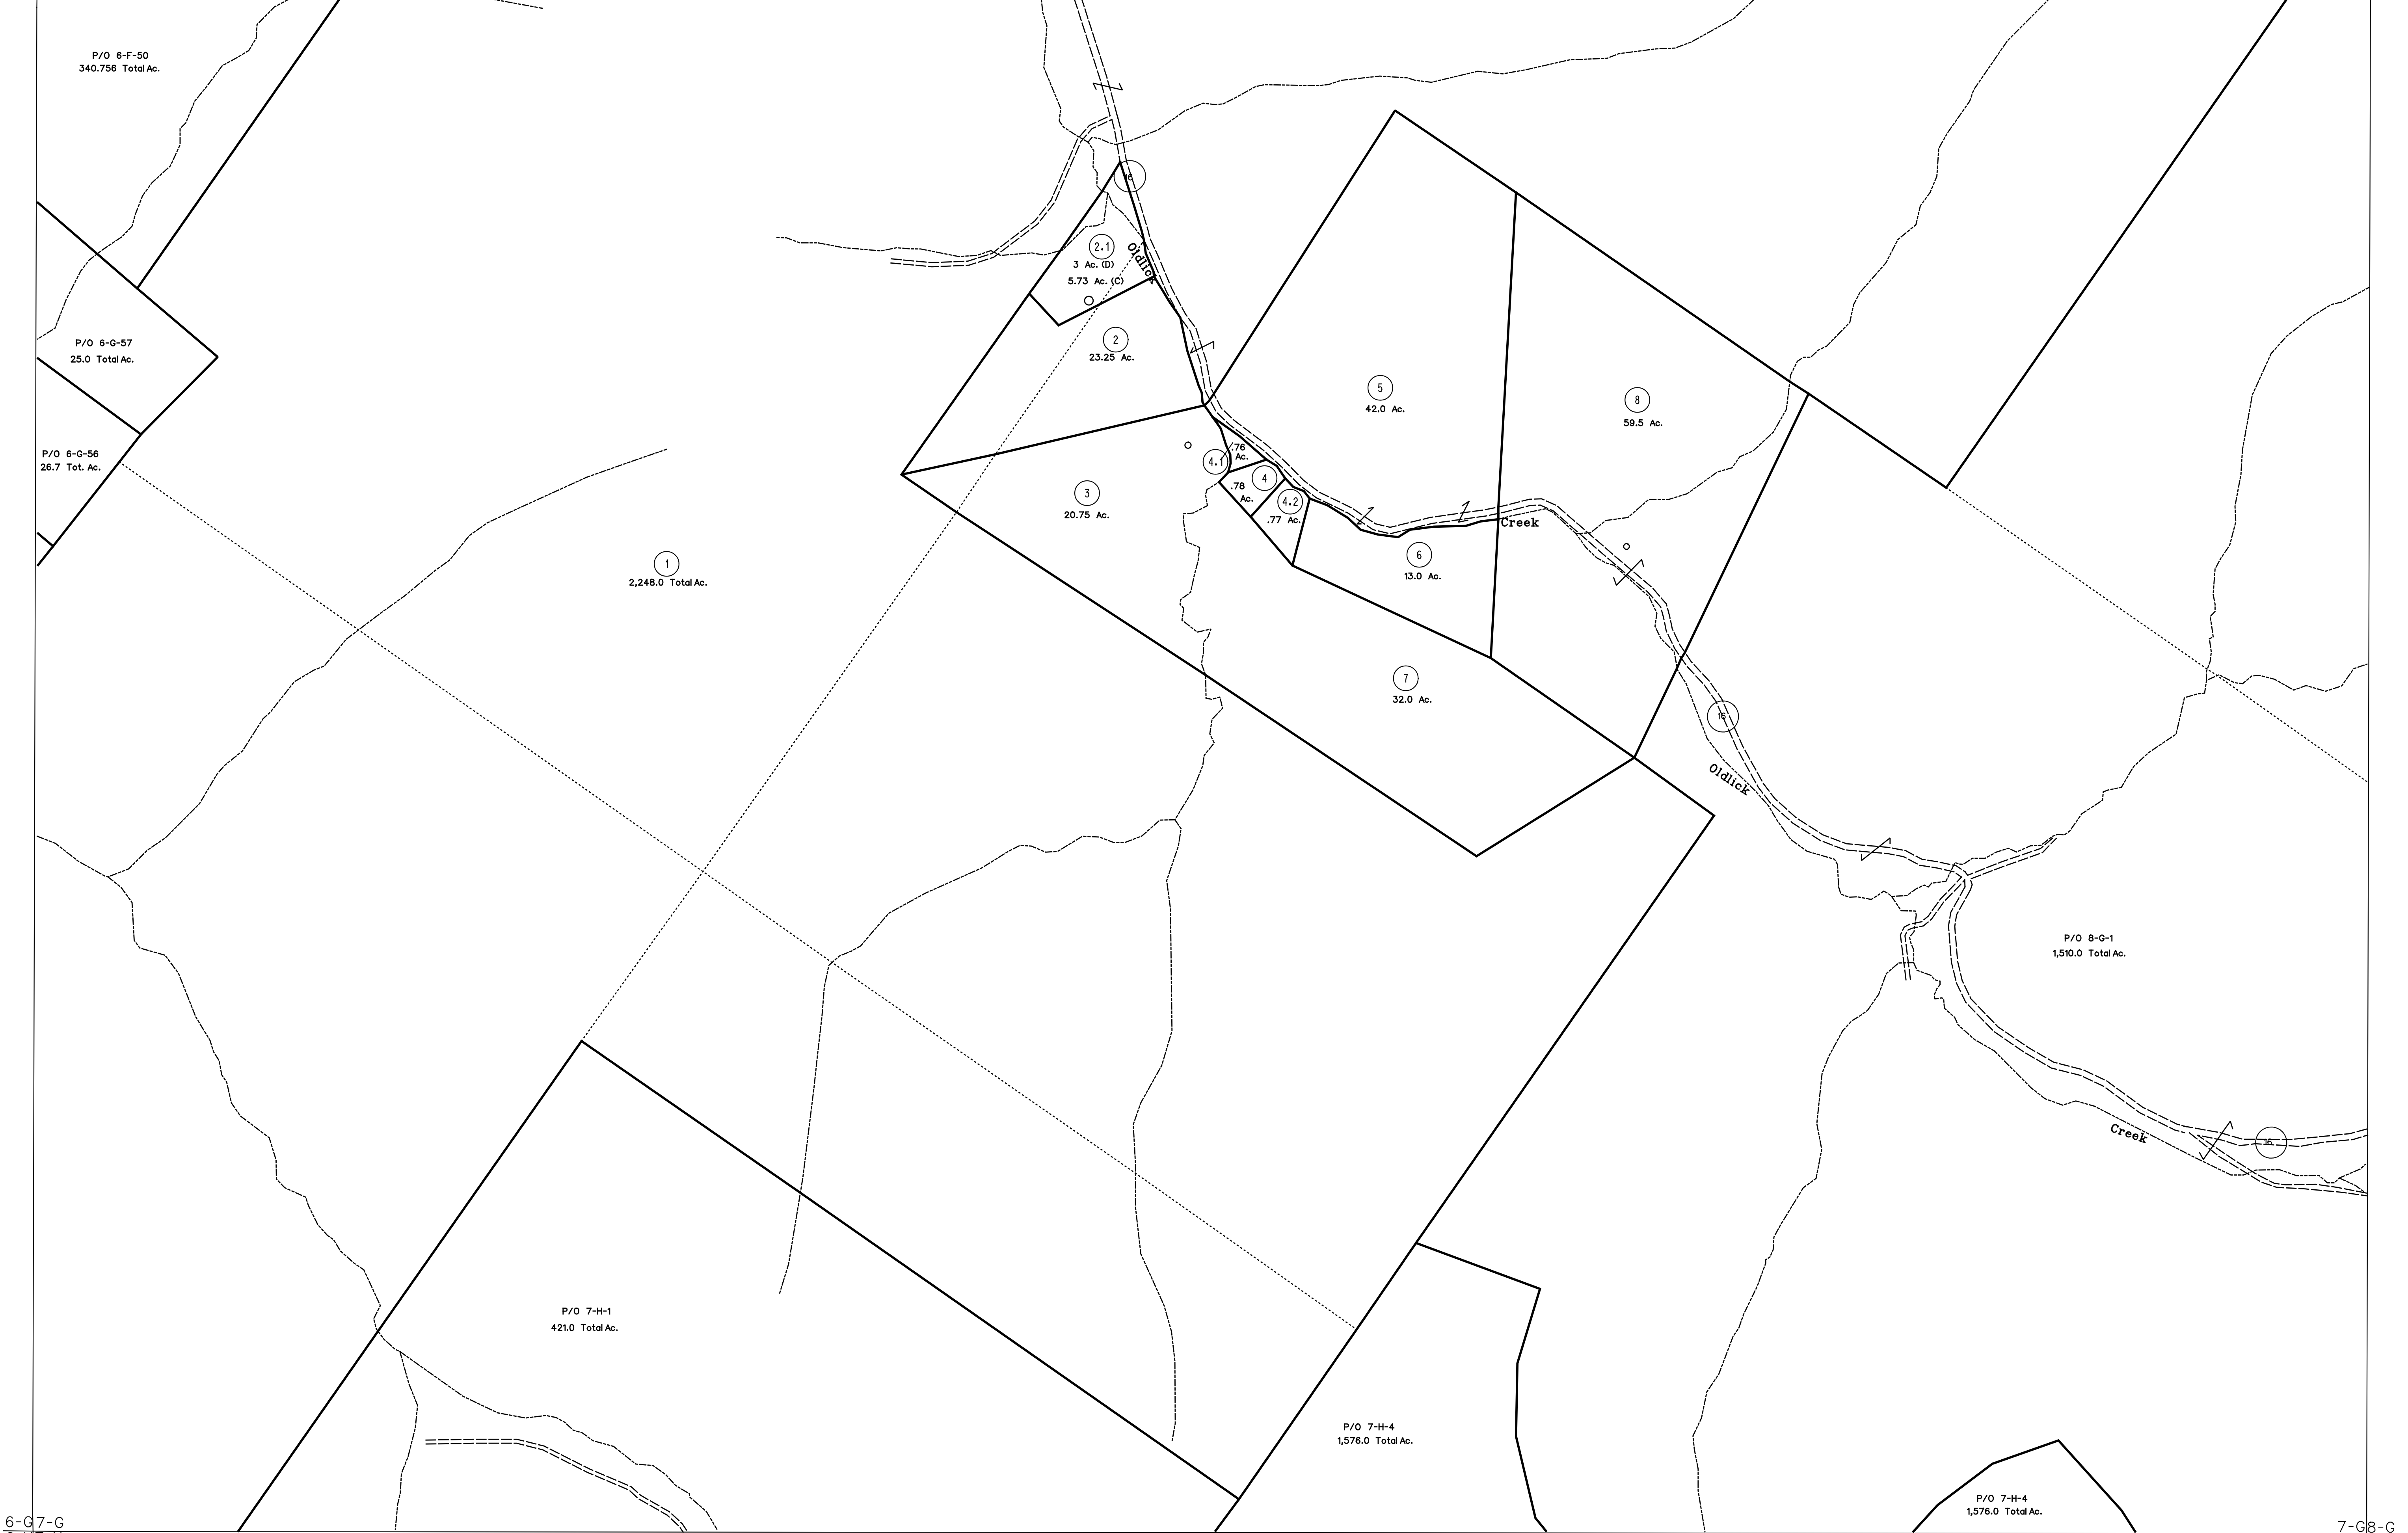 P/O 6-F-50
340.756 Total Ac.
16
2.1
3 Ac. (D)
5.73 Ac. (C)
Oldlick
P/O 6-G-57
25.0 Total Ac.
2
23.25 Ac.
5
42.0 Ac.
8
59.5 Ac.
P/O 6-G-56
26.7 Tot. Ac.
.76
Ac.
4.1
4
.78
Ac.
4.2
.77 Ac.
3
20.75 Ac.
Creek
6
13.0 Ac.
1
2,248.0 Total Ac.
7
32.0 Ac.
16
Oldlick
P/O 8-G-1
1,510.0 Total Ac.
Creek
16
P/O 7-H-1
421.0 Total Ac.
P/O 7-H-4
1,576.0 Total Ac.
P/O 7-H-4
1,576.0 Total Ac.
6-G 7-G
7-G 8-G